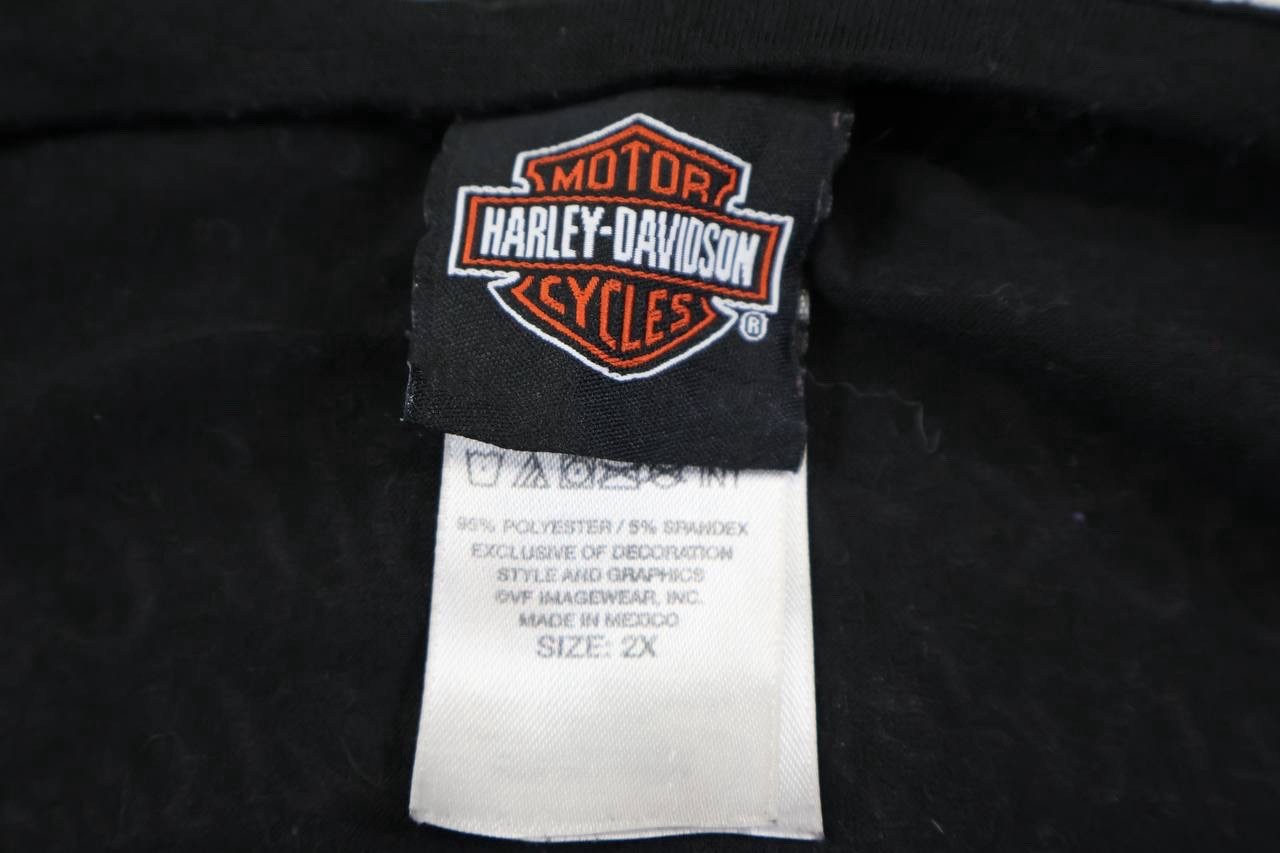 MOTOR
HARLEY-DAVIDSON
CYCLES
®
95% POLYESTER / 5% SPANDEX
EXCLUSIVE OF DECORATION
STYLE AND GRAPHICS
©VF IMAGEWEAR, INC.
MADE IN MEXICO
SIZE: 2X